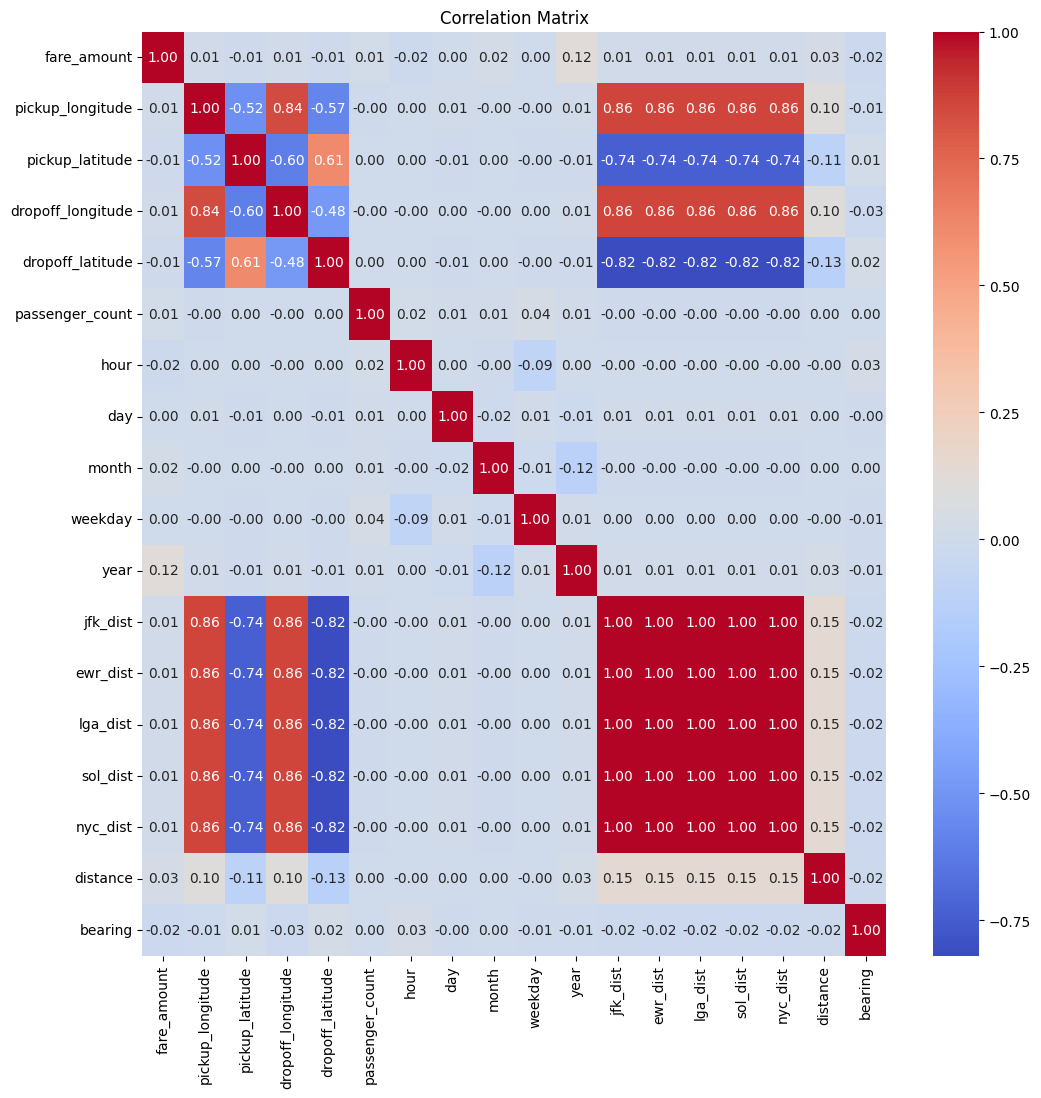 Correlation Matrix
fare_amount 1.00 0.01 -0.01 0.01 -0.01 0.01 -0.02 0.00 0.02 0.00 0.12 0.01 0.01 0.01 0.01 0.01 0.03 -0.02
pickup_longitude 0.01 1.00 -0.52 0.84 -0.57 -0.00 0.00 0.01 -0.00 -0.00 0.01 0.86 0.86 0.86 0.86 0.86 0.10 -0.01
pickup_latitude -0.01 -0.52 1.00 -0.60 0.61 0.00 0.00 -0.01 0.00 -0.00 -0.01 -0.74 -0.74 -0.74 -0.74 -0.74 -0.11 0.01
dropoff_longitude 0.01 0.84 -0.60 1.00 -0.48 -0.00 0.00 0.00 -0.00 0.00 0.01 0.86 0.86 0.86 0.86 0.86 0.10 -0.03
dropoff_latitude -0.01 -0.57 0.61 -0.48 1.00 0.00 0.00 -0.01 0.00 -0.00 -0.01 -0.82 -0.82 -0.82 -0.82 -0.82 -0.13 0.02
passenger_count 0.01 -0.00 0.00 -0.00 0.00 1.00 0.02 0.01 0.01 0.04 0.01 -0.00 -0.00 -0.00 -0.00 -0.00 0.00 0.00
hour -0.02 0.00 0.00 0.00 0.00 0.02 1.00 0.00 -0.00 -0.09 0.00 -0.00 -0.00 -0.00 -0.00 -0.00 -0.00 0.03
day 0.00 0.01 -0.01 0.00 -0.01 0.01 0.00 1.00 -0.02 0.01 -0.01 0.01 0.01 0.01 0.01 0.01 0.00 -0.00
month 0.02 -0.00 0.00 -0.00 0.00 0.01 -0.00 -0.02 1.00 -0.01 -0.12 -0.00 -0.00 -0.00 -0.00 -0.00 0.00 0.00
weekday 0.00 -0.00 -0.00 0.00 -0.00 0.04 -0.09 0.01 -0.01 1.00 0.01 0.00 0.00 0.00 0.00 0.00 -0.00 -0.01
year 0.12 0.01 -0.01 0.01 -0.01 0.01 0.00 -0.01 -0.12 0.01 1.00 0.01 0.01 0.01 0.01 0.01 0.03 -0.01
jfk_dist 0.01 0.86 -0.74 0.86 -0.82 -0.00 -0.00 0.01 -0.00 0.00 0.01 1.00 1.00 1.00 1.00 1.00 0.15 -0.02
ewr_dist 0.01 0.86 -0.74 0.86 -0.82 -0.00 -0.00 0.01 -0.00 0.00 0.01 1.00 1.00 1.00 1.00 1.00 0.15 -0.02
lga_dist 0.01 0.86 -0.74 0.86 -0.82 -0.00 -0.00 0.01 -0.00 0.00 0.01 1.00 1.00 1.00 1.00 1.00 0.15 -0.02
sol_dist 0.01 0.86 -0.74 0.86 -0.82 -0.00 -0.00 0.01 -0.00 0.00 0.01 1.00 1.00 1.00 1.00 1.00 0.15 -0.02
nyc_dist 0.01 0.86 -0.74 0.86 -0.82 -0.00 -0.00 0.01 -0.00 0.00 0.01 1.00 1.00 1.00 1.00 1.00 0.15 -0.02
distance 0.03 0.10 -0.11 0.10 -0.13 0.00 -0.00 0.00 0.00 -0.00 0.03 0.15 0.15 0.15 0.15 0.15 1.00 -0.02
bearing -0.02 -0.01 0.01 -0.03 0.02 0.00 0.03 -0.00 0.00 -0.01 -0.01 -0.02 -0.02 -0.02 -0.02 -0.02 -0.02 1.00
fare_amount
pickup_longitude
pickup_latitude
dropoff_longitude
dropoff_latitude
passenger_count
hour
day
month
weekday
year
jfk_dist
ewr_dist
lga_dist
sol_dist
nyc_dist
distance
bearing
1.00
0.75
0.50
0.25
0.00
−0.25
−0.50
−0.75